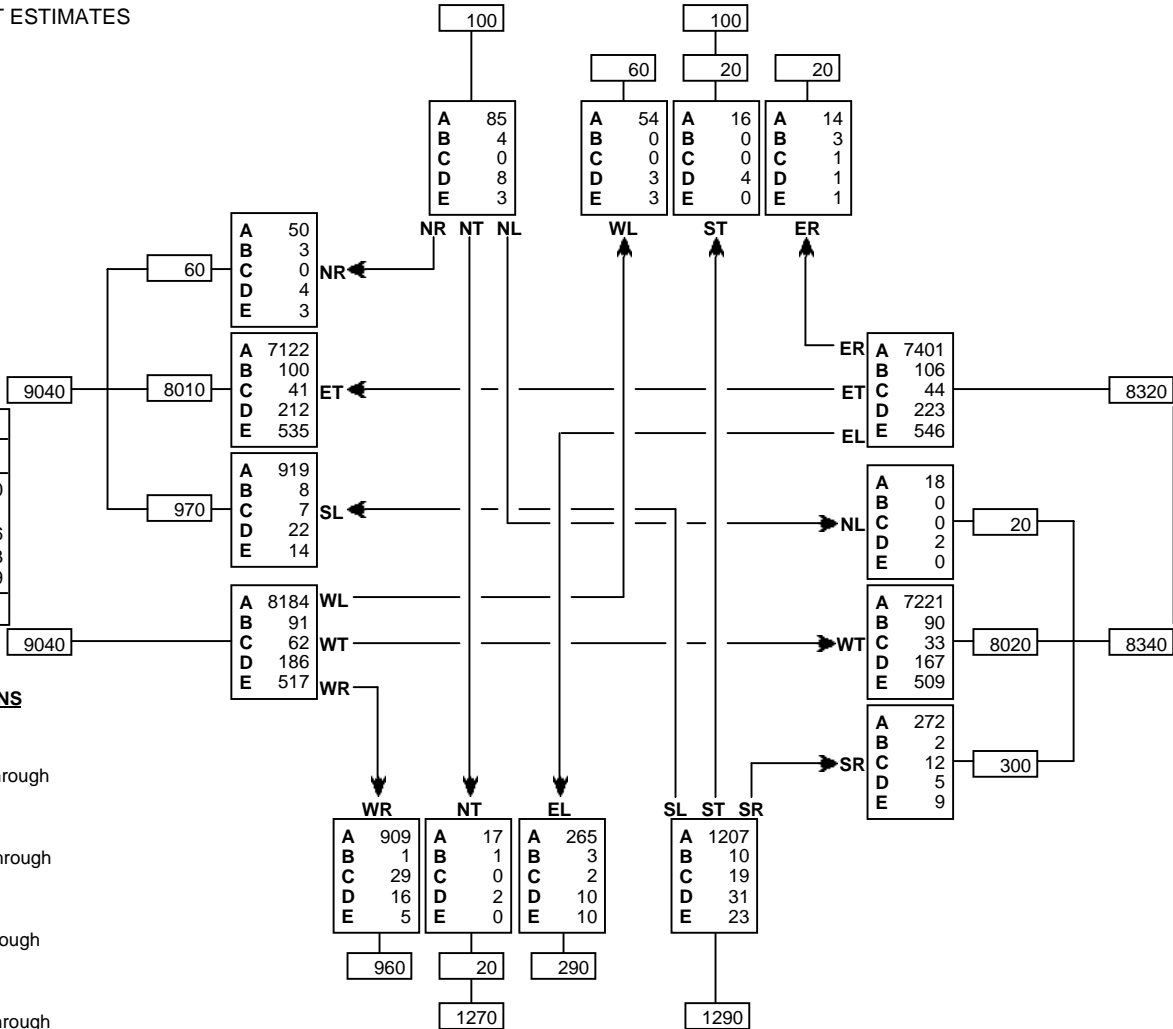 T ESTIMATES
100
100
60
20
20
A 85
B 4
C 0
D 8
E 3
A 54
B 0
C 0
D 3
E 3
A 16
B 0
C 0
D 4
E 0
A 14
B 3
C 1
D 1
E 1
NR NT NL
WL
ST
ER
60
A 50
B 3
C 0
D 4
E 3
NR
9040
8010
A 7122
B 100
C 41
D 212
E 535
ET
ER
ET
EL
A 7401
B 106
C 44
D 223
E 546
8320
970
A 919
B 8
C 7
D 22
E 14
SL
NL
A 18
B 0
C 0
D 2
E 0
20
9040
A 8184
B 91
C 62
D 186
E 517
WL
WT
WR
WT
A 7221
B 90
C 33
D 167
E 509
8020
8340
NS
SR
A 272
B 2
C 12
D 5
E 9
300
rough
rough
ough
rough
WR
NT
EL
SL ST SR
A 909
B 1
C 29
D 16
E 5
A 17
B 1
C 0
D 2
E 0
A 265
B 3
C 2
D 10
E 10
A 1207
B 10
C 19
D 31
E 23
960
20
290
1270
1290